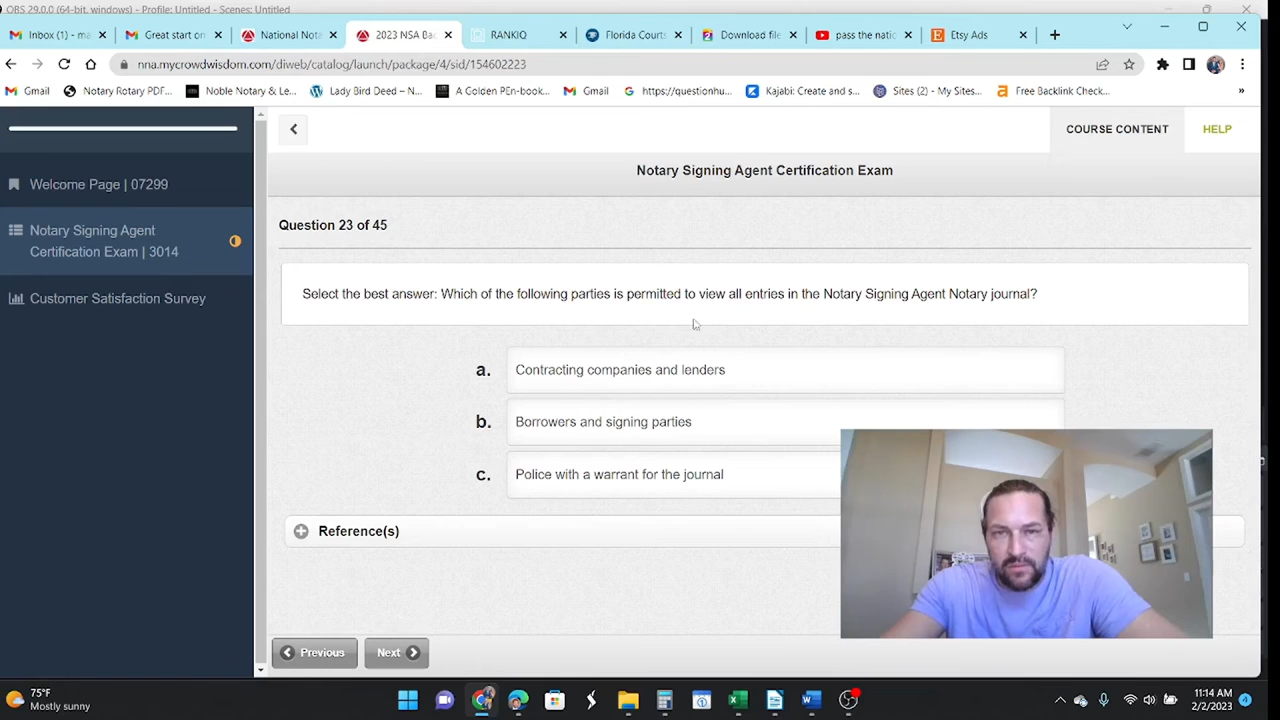 OBS 29.0.0 (64-bit, windows) - Profile: Untitled - Scenes: Untitled
Inbox (1) - ma
Great start on
National Nota
2023 NSA Bac
RANKIQ
Florida Courts
Download file
pass the natio
Etsy Ads
nna.mycrowdwisdom.com/diweb/catalog/launch/package/4/sid/154602223
Gmail
Notary Rotary PDF...
Noble Notary & Le...
Lady Bird Deed – N...
A Golden PEn-book...
Gmail
https://questionhu...
Kajabi: Create and s...
Sites (2) - My Sites...
Free Backlink Check...
»
COURSE CONTENT
HELP
Welcome Page | 07299
Notary Signing Agent
Certification Exam | 3014
Customer Satisfaction Survey
Notary Signing Agent Certification Exam
Question 23 of 45
Select the best answer: Which of the following parties is permitted to view all entries in the Notary Signing Agent Notary journal?
a. Contracting companies and lenders
b. Borrowers and signing parties
c. Police with a warrant for the journal
Reference(s)
Previous
Next
75°F
Mostly sunny
11:14 AM
2/2/2023